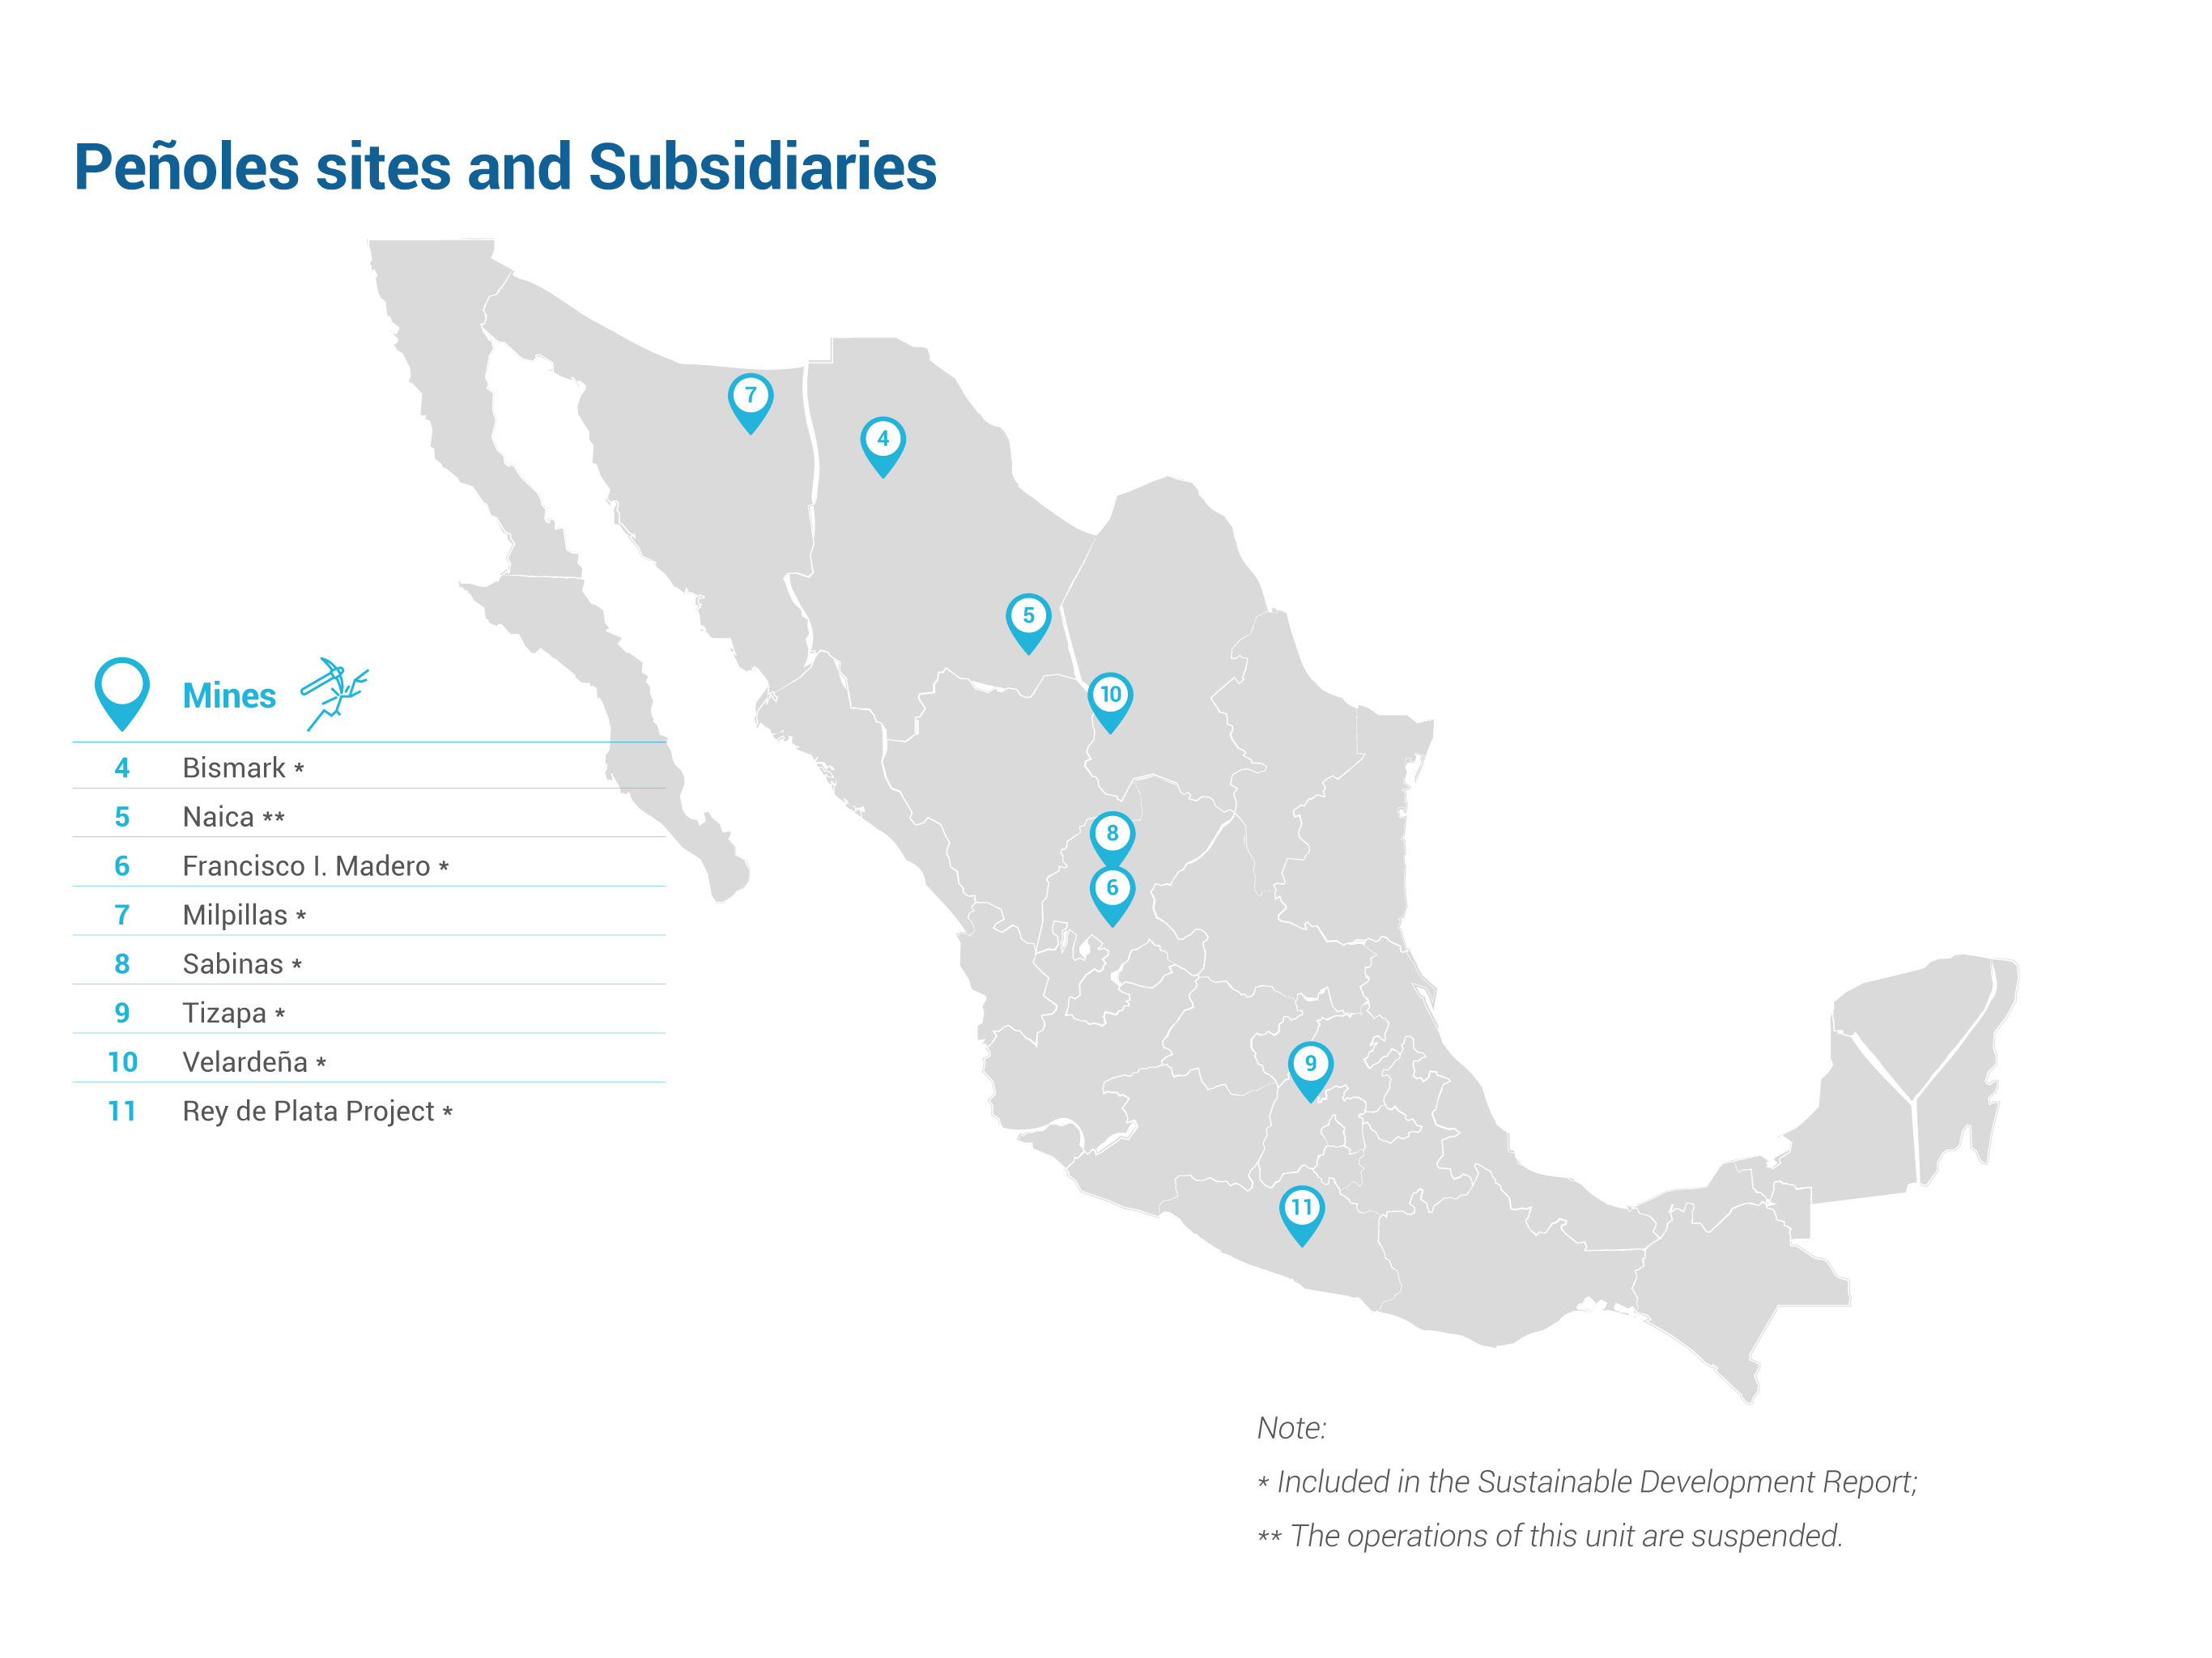 Peñoles sites and Subsidiaries
Mines
4 Bismark *
5 Naica **
6 Francisco I. Madero *
7 Milpillas *
8 Sabinas *
9 Tizapa *
10 Velardeña *
11 Rey de Plata Project *
7
4
5
10
8
6
9
11
Note:
* Included in the Sustainable Development Report;
** The operations of this unit are suspended.